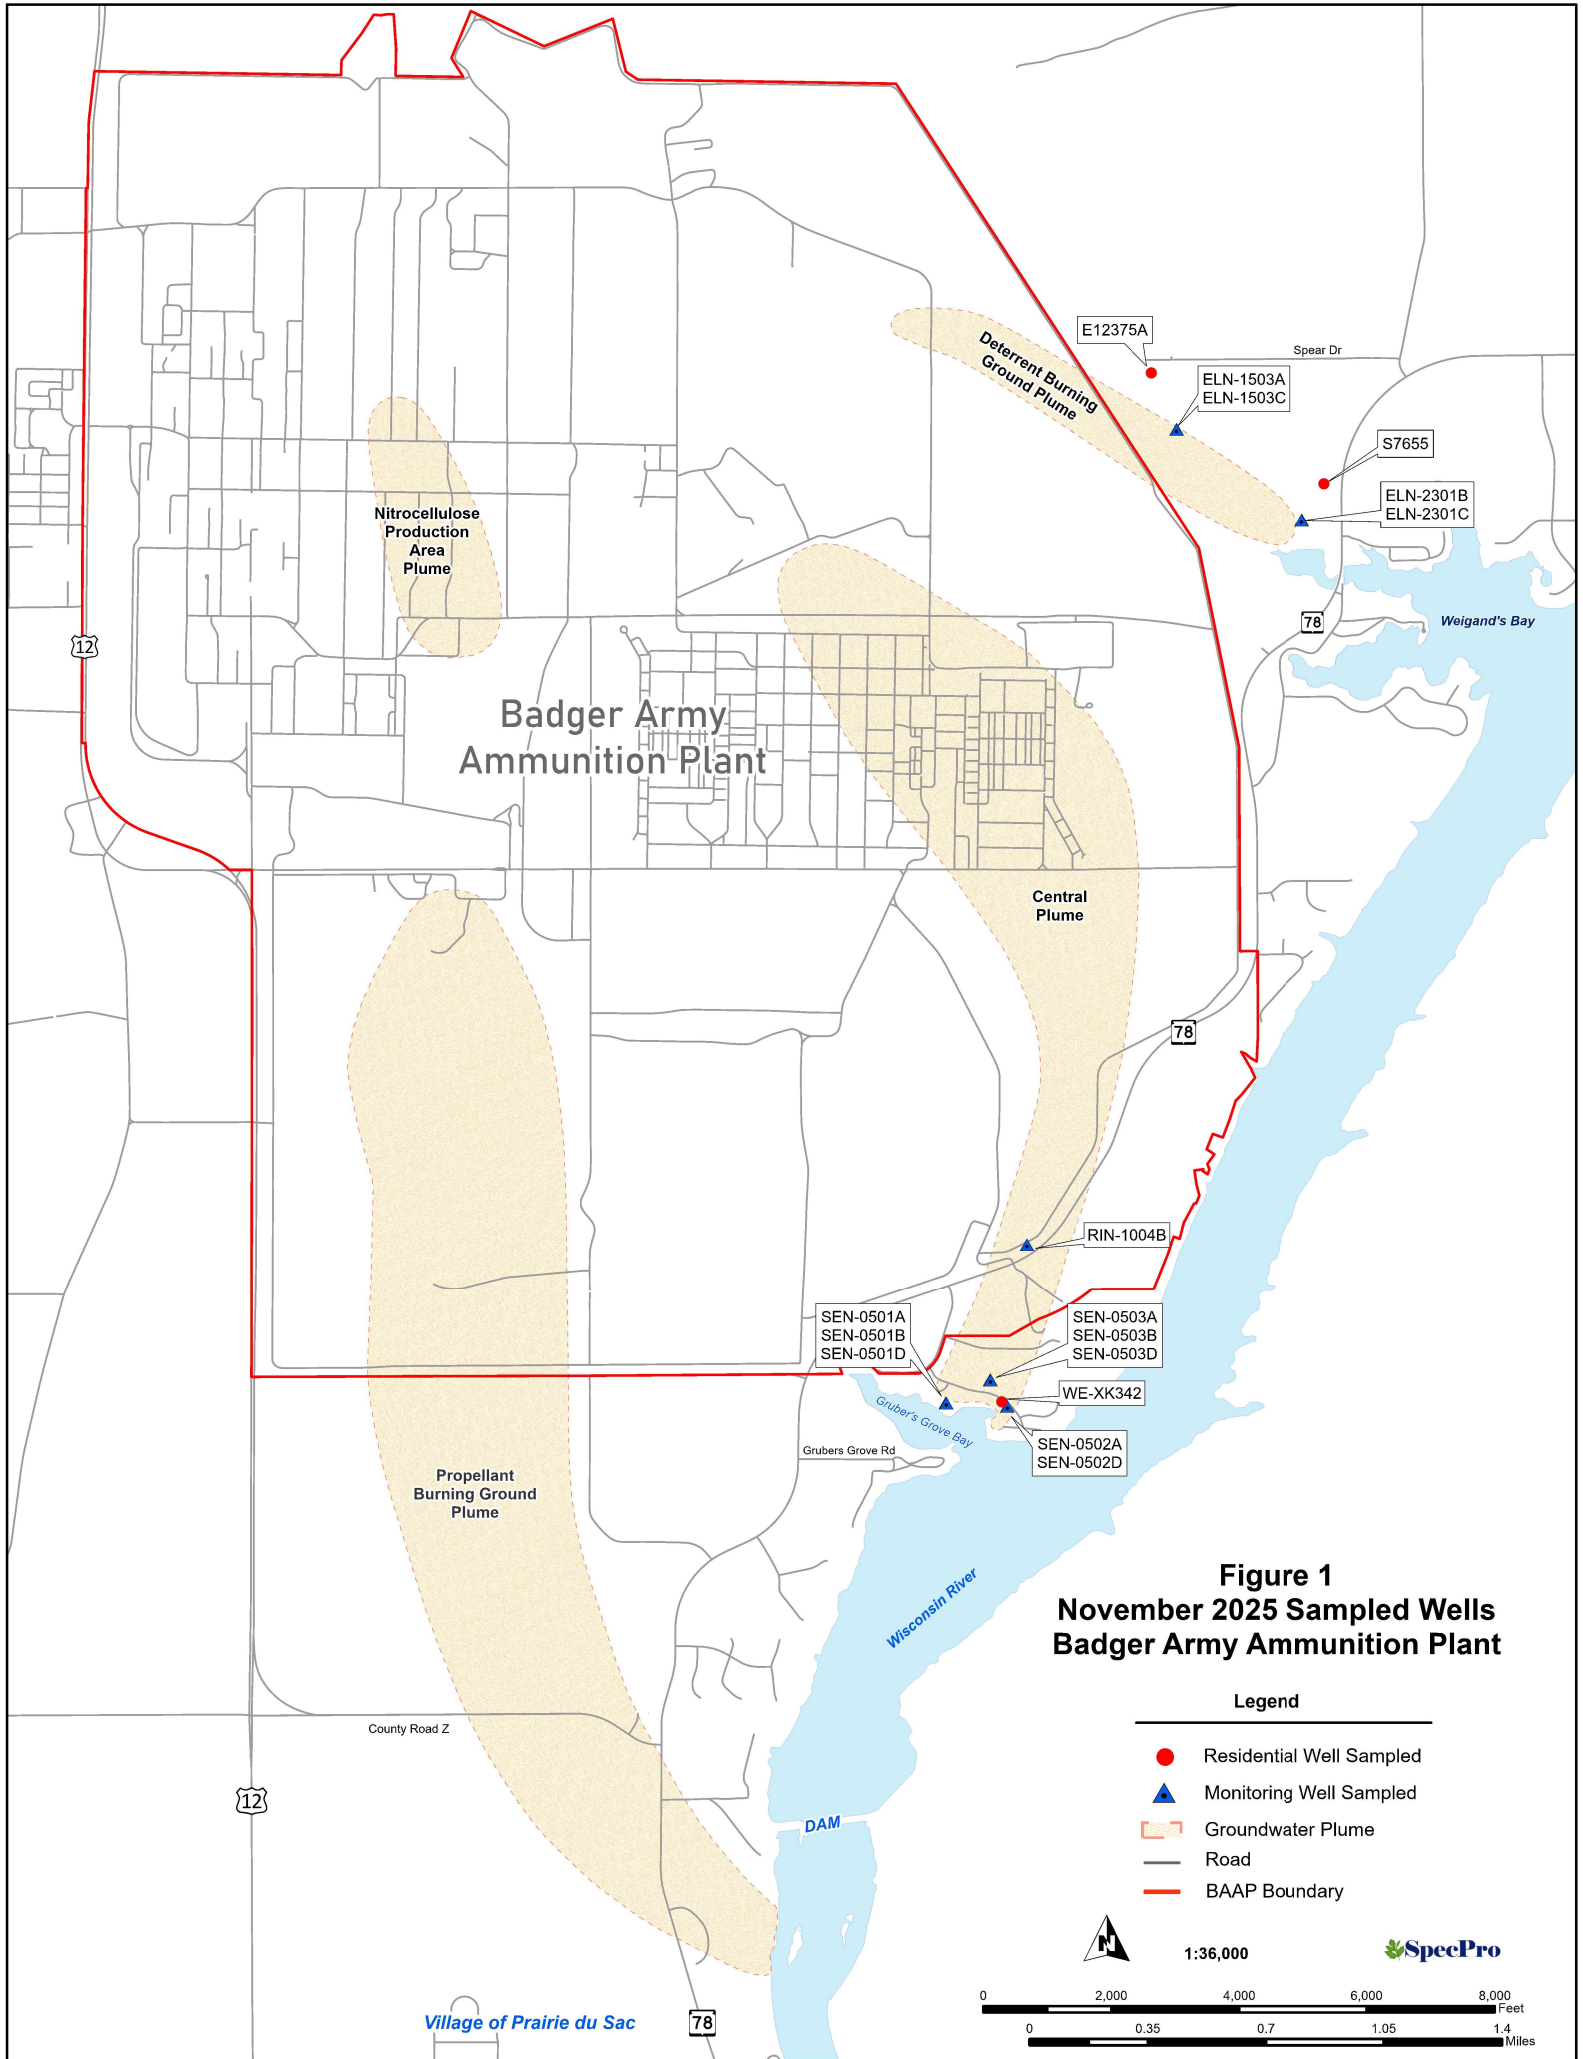 E12375A
Spear Dr
Deterrent Burning
Ground Plume
ELN-1503A
ELN-1503C
S7655
ELN-2301B
ELN-2301C
Nitrocellulose
Production
Area
Plume
78
Weigand's Bay
12
Badger Army
Ammunition Plant
Central
Plume
78
RIN-1004B
SEN-0501A
SEN-0501B
SEN-0501D
SEN-0503A
SEN-0503B
SEN-0503D
WE-XK342
Gruber's Grove Bay
SEN-0502A
SEN-0502D
Grubers Grove Rd
Propellant
Burning Ground
Plume
Wisconsin River
County Road Z
12
DAM
Village of Prairie du Sac
78
Figure 1
November 2025 Sampled Wells
Badger Army Ammunition Plant
Legend
Residential Well Sampled
Monitoring Well Sampled
Groundwater Plume
Road
BAAP Boundary
N
1:36,000
SpecPro
0 2,000 4,000 6,000 8,000
Feet
0 0.35 0.7 1.05 1.4
Miles